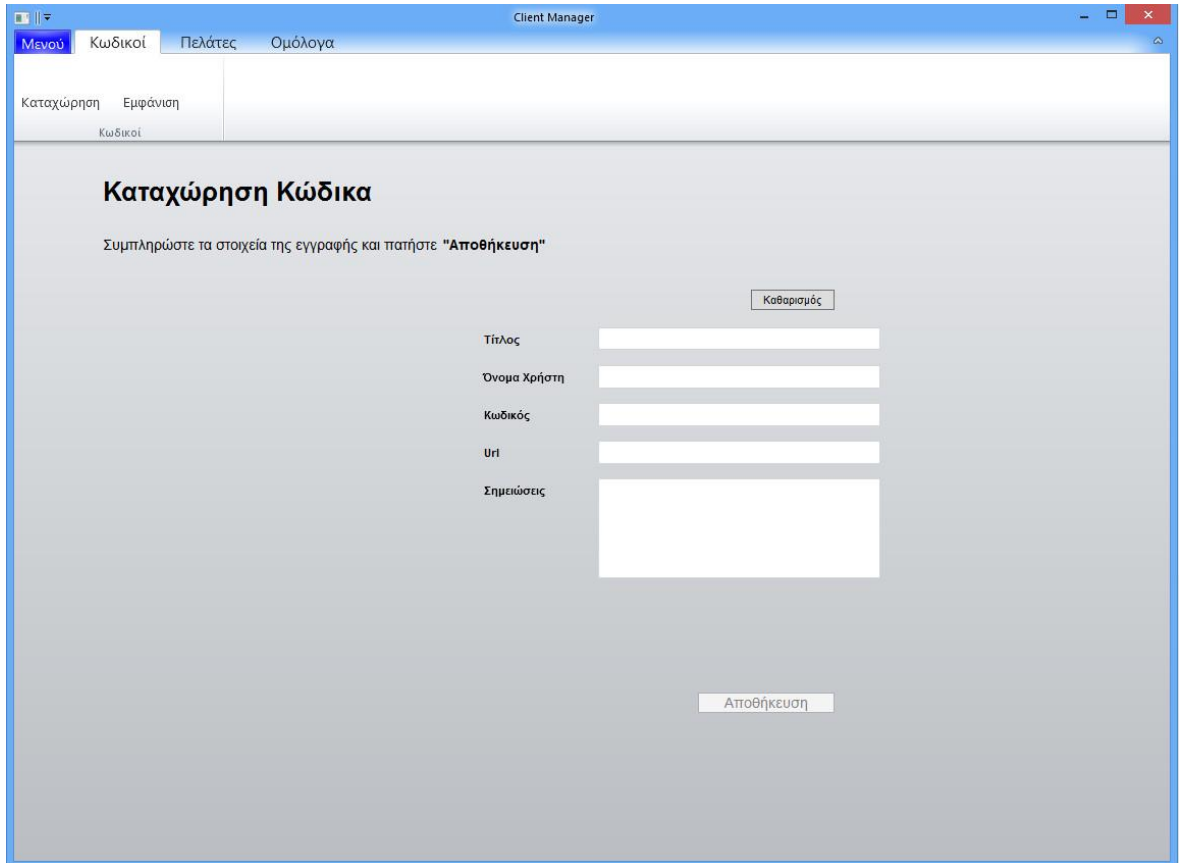 Client Manager
Μενού Κωδικοί Πελάτες Ομόλογα
Καταχώρηση Εμφάνιση
Κωδικοί
Καταχώρηση Κώδικα
Συμπληρώστε τα στοιχεία της εγγραφής και πατήστε "Αποθήκευση"
Καθαρισμός
Τίτλος
Όνομα Χρήστη
Κωδικός
Url
Σημειώσεις
Αποθήκευση